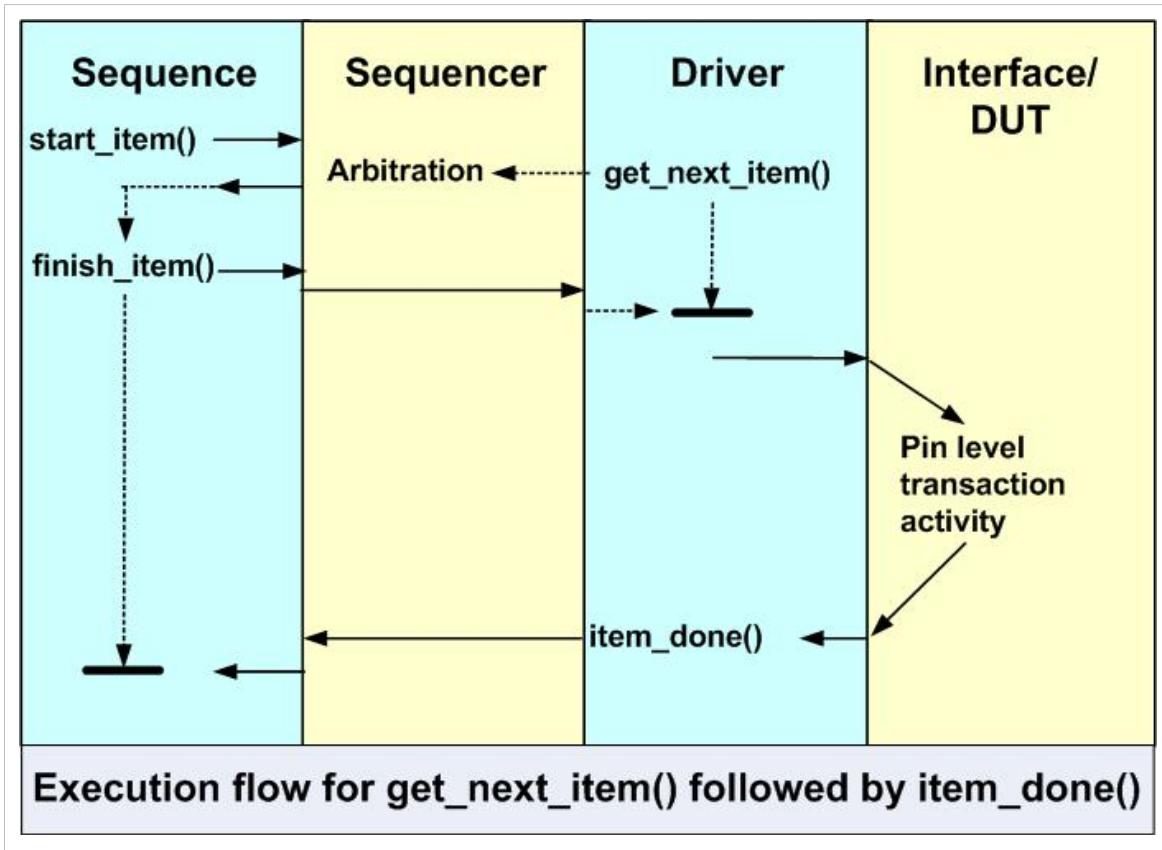 Sequence
Sequencer
Driver
Interface/
DUT
start_item()
Arbitration
get_next_item()
finish_item()
Pin level
transaction
activity
item_done()
Execution flow for get_next_item() followed by item_done()